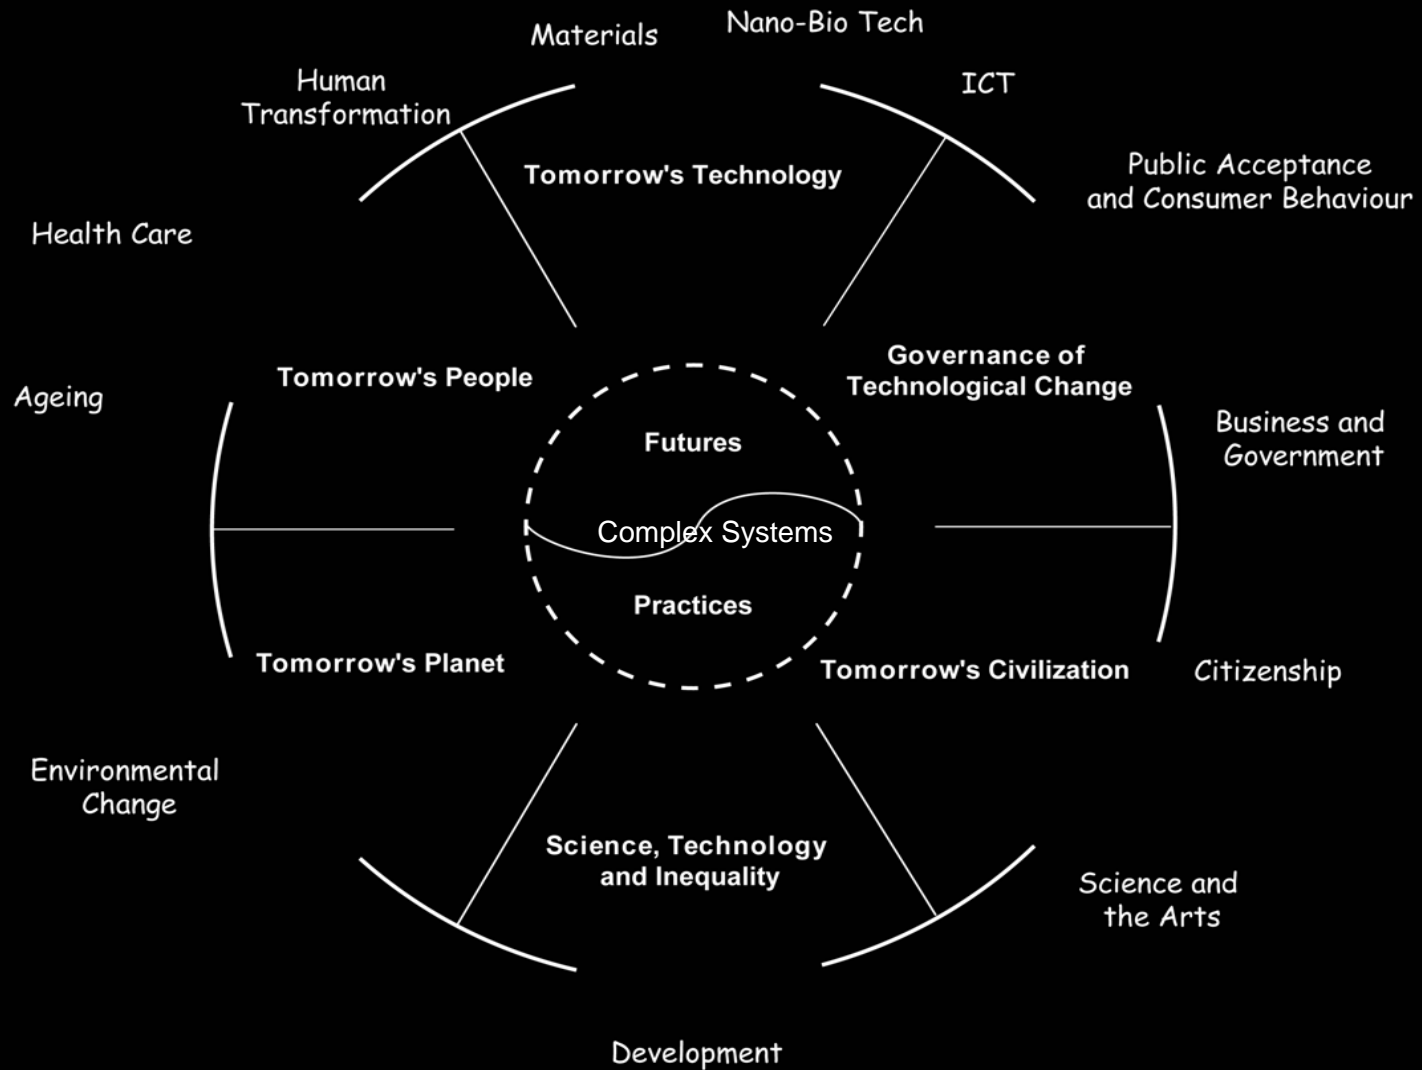 Nano-Bio Tech
Materials
Human
Transformation
ICT
Public Acceptance
and Consumer Behaviour
Tomorrow's Technology
Health Care
Governance of
Technological Change
Tomorrow's People
Ageing
Business and
Government
Futures
Complex Systems
Practices
Tomorrow's Planet
Tomorrow's Civilization
Citizenship
Environmental
Change
Science, Technology
and Inequality
Science and
the Arts
Development